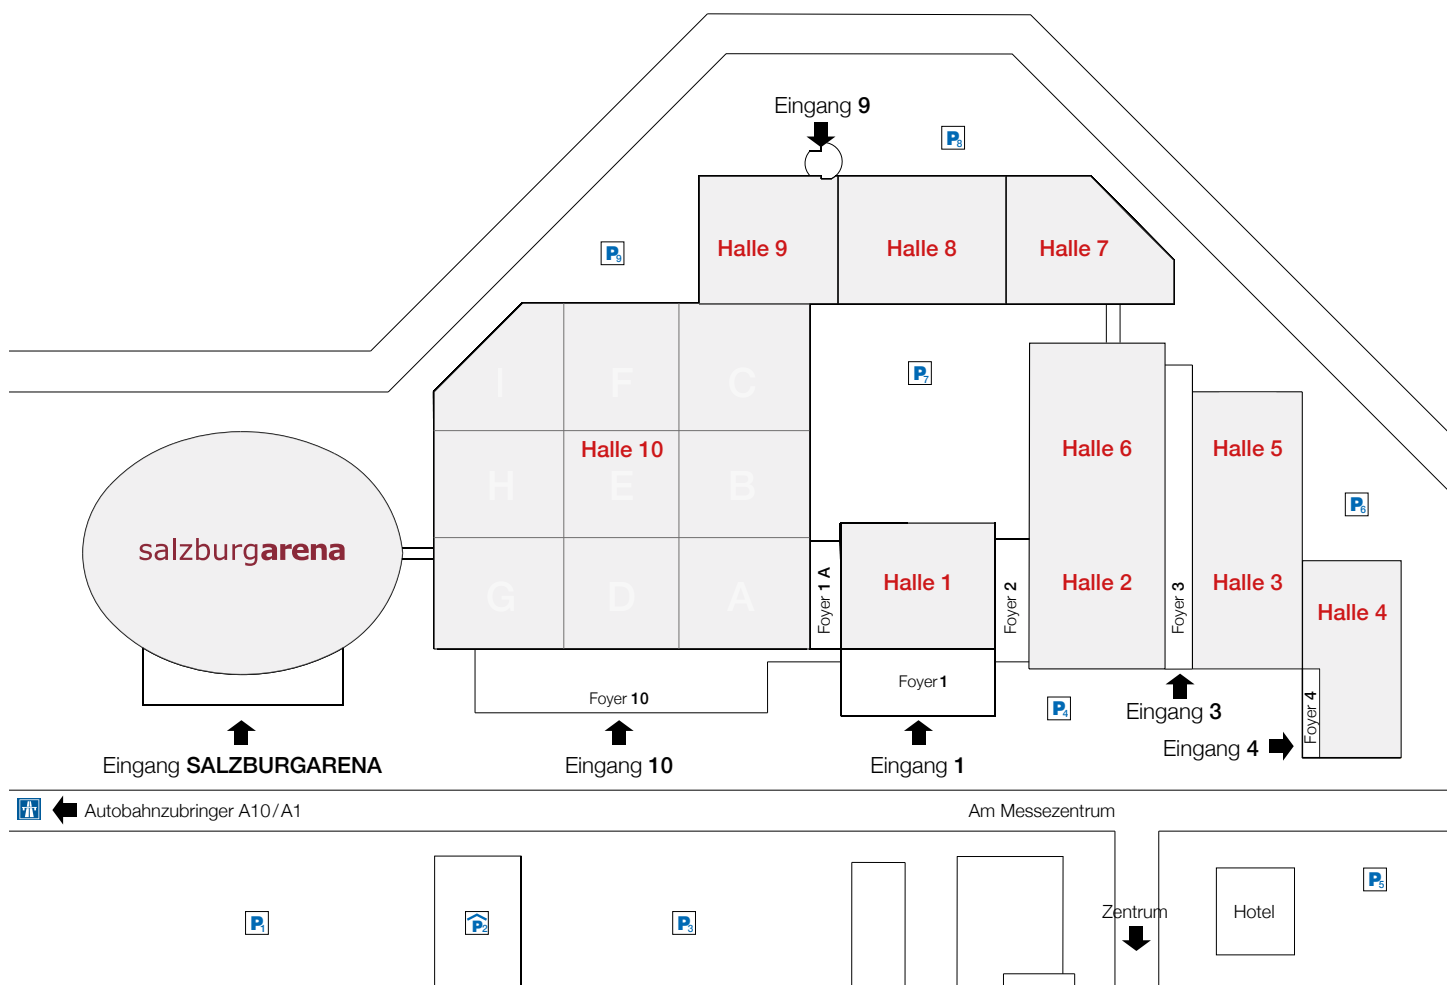 Eingang 9
P8
Halle 9
Halle 8
Halle 7
P9
P7
I
F
C
Halle 10
H
E
B
G
D
A
Halle 6
Halle 5
P6
salzburgarena
Foyer 1 A
Halle 1
Foyer 2
Halle 2
Foyer 3
Halle 3
Halle 4
Foyer 10
Foyer 1
P4
Eingang 3
Foyer 4
Eingang 4
Eingang SALZBURGARENA
Eingang 10
Eingang 1
Autobahnzubringer A10/A1
Am Messezentrum
P5
P1
P2
P3
Zentrum
Hotel